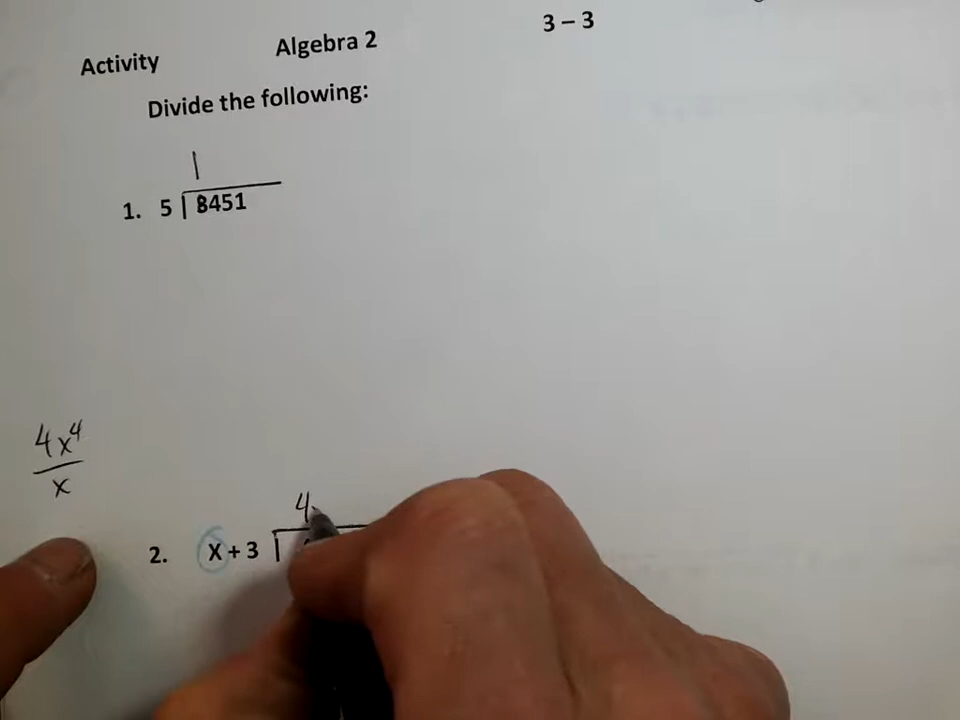 3 – 3
Activity Algebra 2
Divide the following:
1
1. 5 8451
4x⁴
x
4
2. x + 3